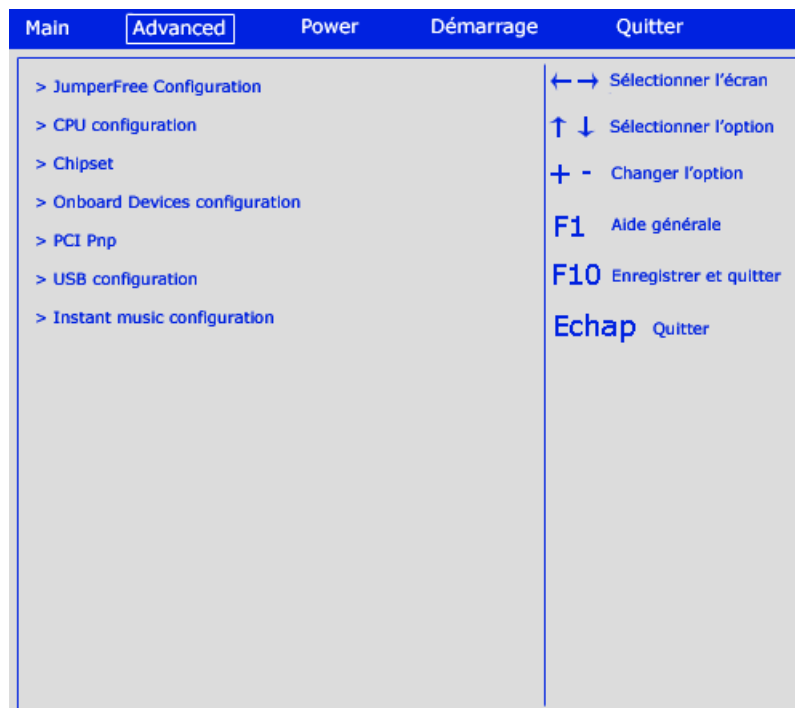 Main Advanced Power Démarrage Quitter
> JumperFree Configuration
> CPU configuration
> Chipset
> Onboard Devices configuration
> PCI Pnp
> USB configuration
> Instant music configuration
←→ Sélectionner l'écran
↑ ↓ Sélectionner l'option
+ - Changer l'option
F1 Aide générale
F10 Enregistrer et quitter
Echap Quitter